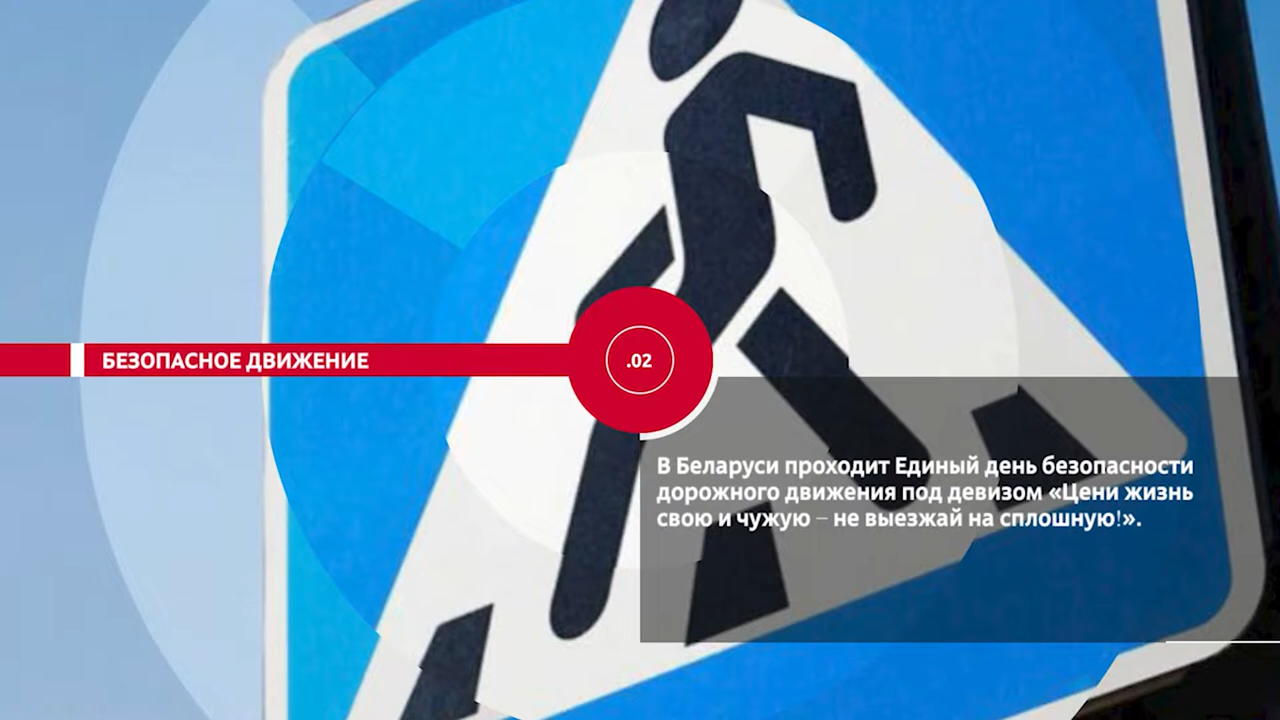 БЕЗОПАСНОЕ ДВИЖЕНИЕ
.02
В Беларуси проходит Единый день безопасности
дорожного движения под девизом «Цени жизнь
свою и чужую – не выезжай на сплошную!».